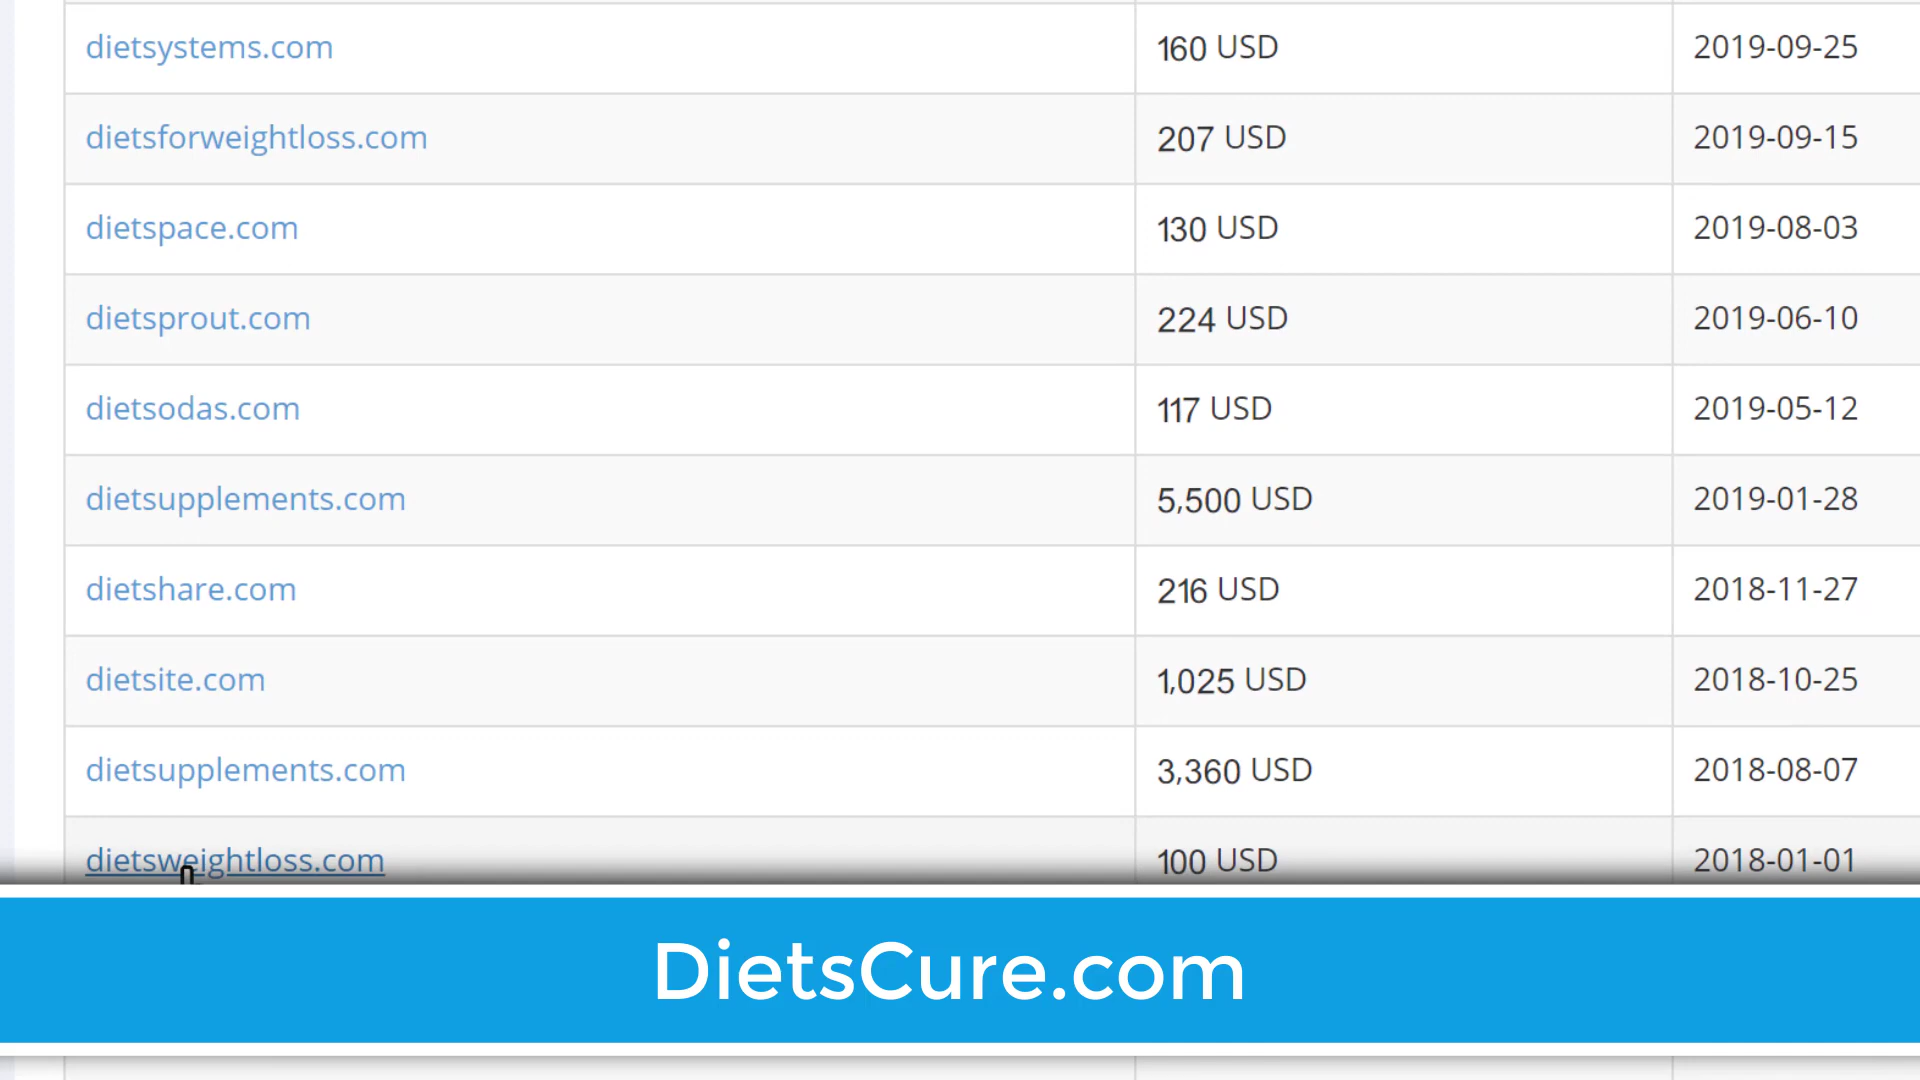 dietsystems.com 160 USD 2019-09-25
dietsforweightloss.com 207 USD 2019-09-15
dietspace.com 130 USD 2019-08-03
dietsprout.com 224 USD 2019-06-10
dietsodas.com 117 USD 2019-05-12
dietsupplements.com 5,500 USD 2019-01-28
dietshare.com 216 USD 2018-11-27
dietsite.com 1,025 USD 2018-10-25
dietsupplements.com 3,360 USD 2018-08-07
dietsweightloss.com 100 USD 2018-01-01
DietsCure.com